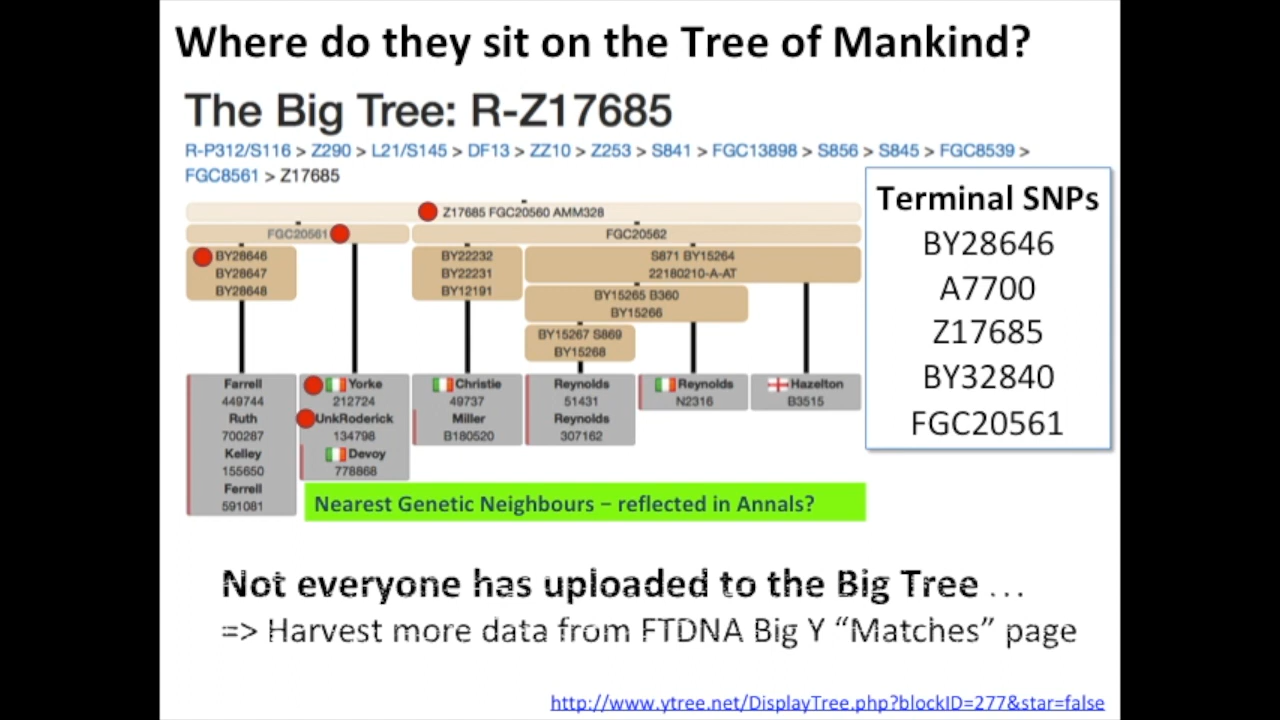 Where do they sit on the Tree of Mankind?
The Big Tree: R-Z17685
R-P312/S116 > Z290 > L21/S145 > DF13 > ZZ10 > Z253 > S841 > FGC13898 > S856 > S845 > FGC8539 >
FGC8561 > Z17685
Z17685 FGC20560 AMM328
FGC20561
FGC20562
BY28646
BY28647
BY28648
BY22232
BY22231
BY12191
S871 BY15264
22180210-A-AT
BY15265 B360
BY15266
BY15267 S869
BY15268
Farrell
449744
Ruth
700287
Kelley
155650
Ferrell
591081
Yorke
212724
UnkRoderick
134798
Devoy
778868
Christie
49737
Miller
B180520
Reynolds
51431
Reynolds
307162
Reynolds
N2316
Hazelton
B3515
Terminal SNPs
BY28646
A7700
Z17685
BY32840
FGC20561
Nearest Genetic Neighbours – reflected in Annals?
Not everyone has uploaded to the Big Tree ...
=> Harvest more data from FTDNA Big Y “Matches” page
http://www.ytree.net/DisplayTree.php?blockID=277&star=false